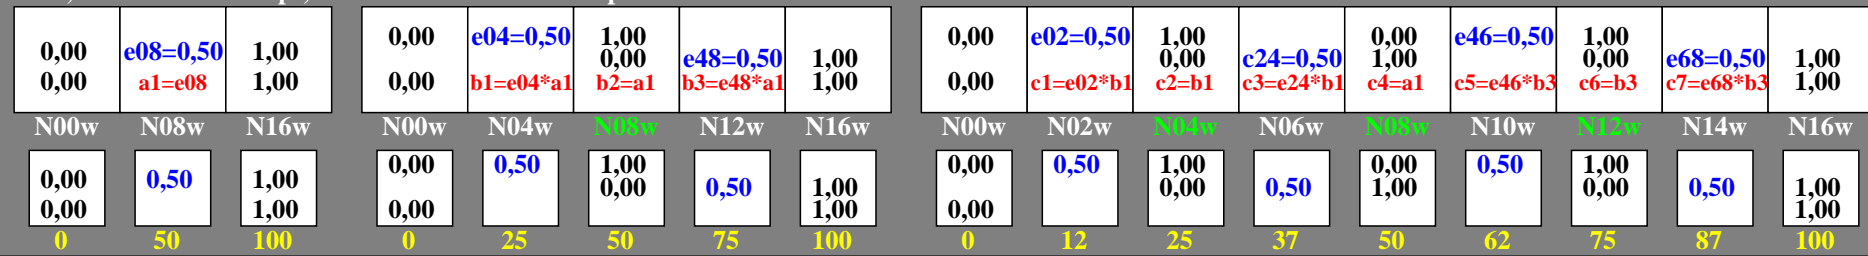 0,00 e08=0,50 1,00
0,00 a1=e08 1,00
N00w N08w N16w
0,00 0,50 1,00
0,00 1,00
0 50 100
0,00 e04=0,50 1,00
0,00 e48=0,50 1,00
0,00 b1=e04*a1 b2=a1 b3=e48*a1 1,00
N00w N04w N08w N12w N16w
0,00 0,50 1,00
0,00 0,50 1,00
0,00 1,00
0 25 50 75 100
0,00 e02=0,50 1,00 0,00 e46=0,50 1,00
0,00 c24=0,50 1,00 0,00 e68=0,50 1,00
0,00 c1=e02*b1 c2=b1 c3=e24*b1 c4=a1 c5=e46*b3 c6=b3 c7=e68*b3 1,00
N00w N02w N04w N06w N08w N10w N12w N14w N16w
0,00 0,50 1,00 0,00 0,50 1,00
0,00 0,50 1,00 0,00 0,50 1,00
0,00 1,00
0 12 25 37 50 62 75 87 100